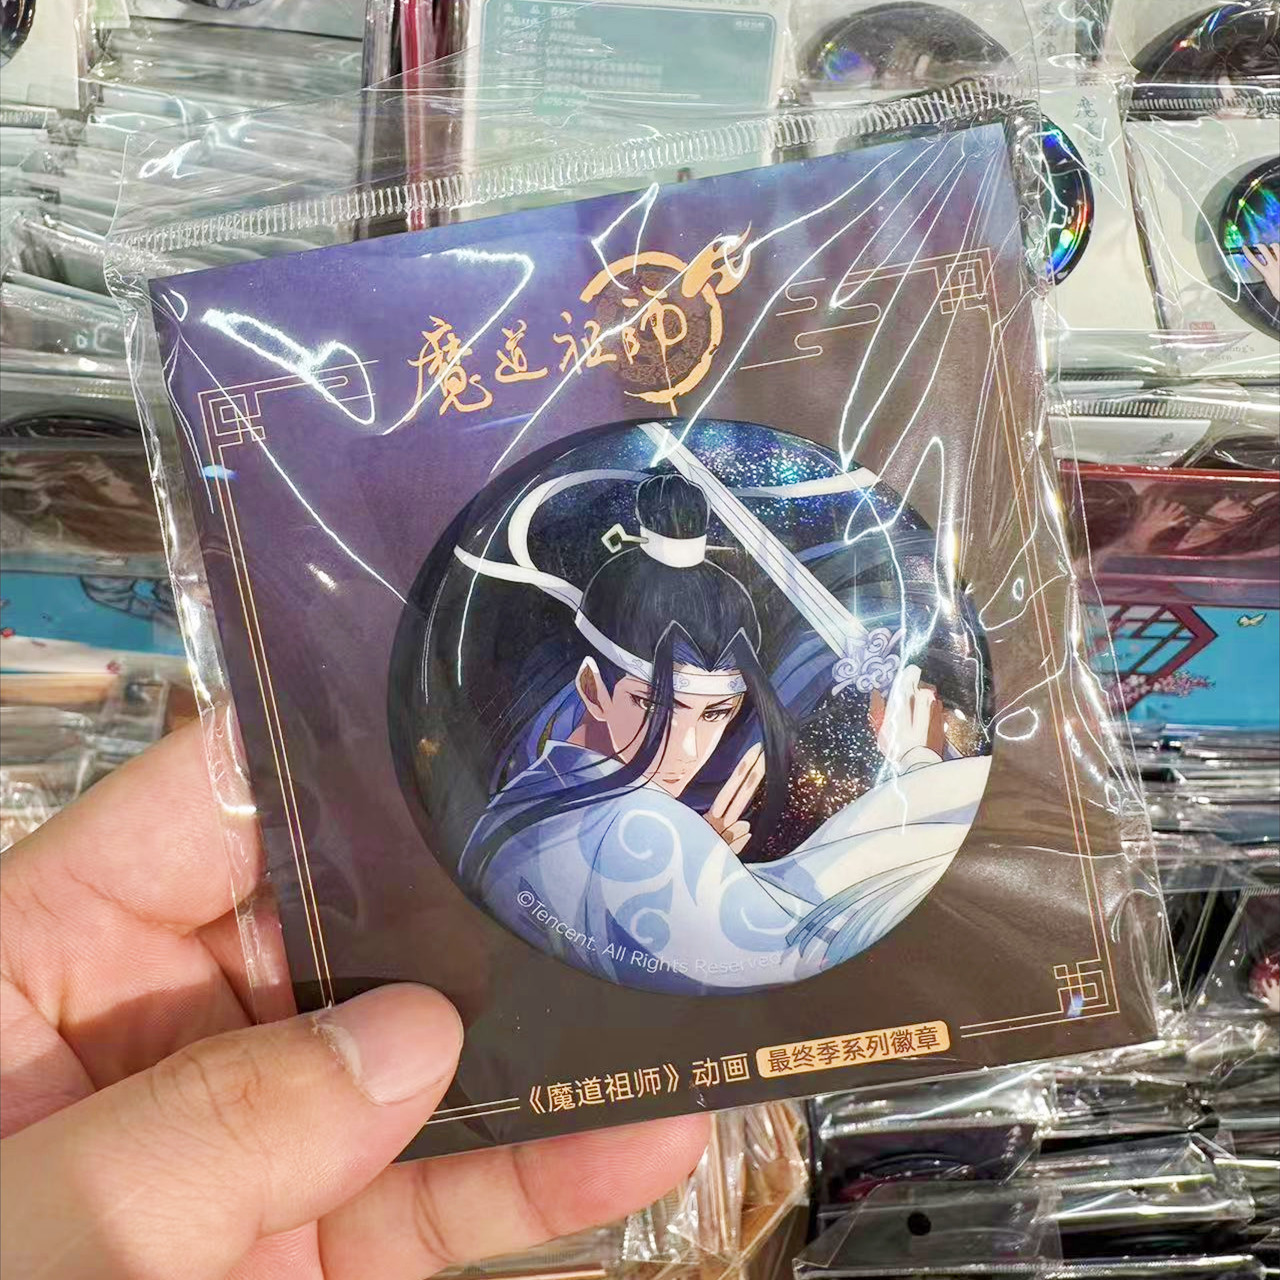 魔道祖师
©Tencent. All Rights Reserved
《魔道祖师》动画 最终季系列徽章